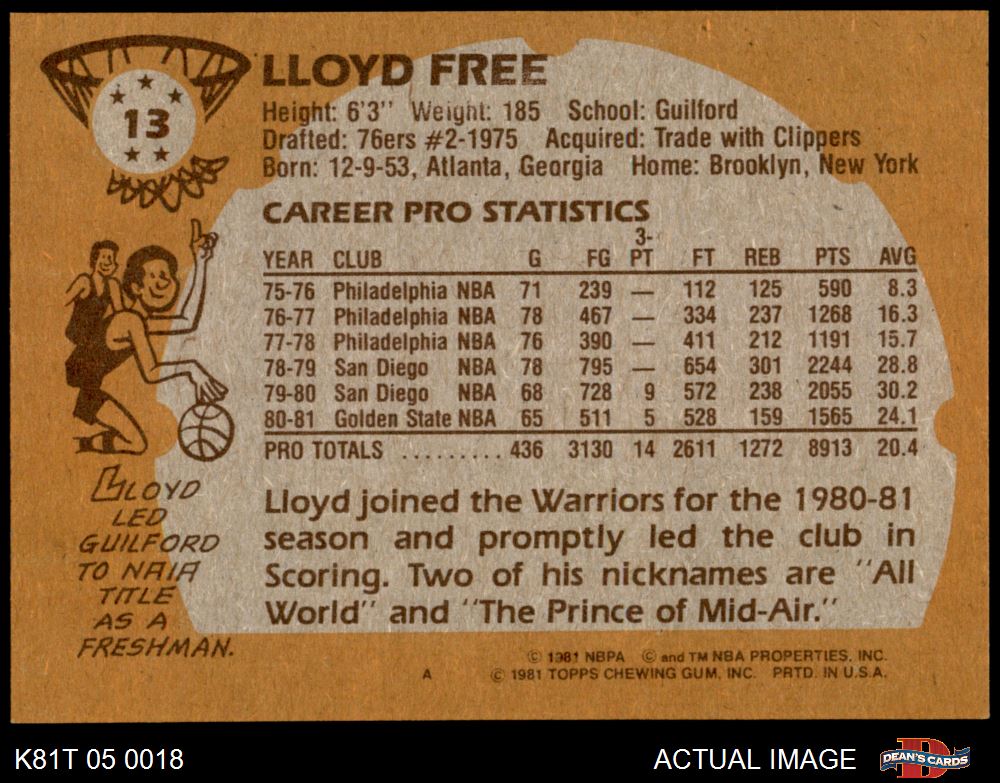 13
LLOYD FREE
Height: 6'3'' Weight: 185 School: Guilford
Drafted: 76ers #2-1975 Acquired: Trade with Clippers
Born: 12-9-53, Atlanta, Georgia Home: Brooklyn, New York
CAREER PRO STATISTICS
YEAR CLUB G FG 3-PT FT REB PTS AVG
75-76 Philadelphia NBA 71 239 — 112 125 590 8.3
76-77 Philadelphia NBA 78 467 — 334 237 1268 16.3
77-78 Philadelphia NBA 76 390 — 411 212 1191 15.7
78-79 San Diego NBA 78 795 — 654 301 2244 28.8
79-80 San Diego NBA 68 728 9 572 238 2055 30.2
80-81 Golden State NBA 65 511 5 528 159 1565 24.1
PRO TOTALS ......... 436 3130 14 2611 1272 8913 20.4
LLOYD
LED
GUILFORD
TO NAIA
TITLE
AS A
FRESHMAN.
Lloyd joined the Warriors for the 1980-81
season and promptly led the club in
Scoring. Two of his nicknames are "All
World" and "The Prince of Mid-Air."
© 1981 NBPA © and TM NBA PROPERTIES, INC.
A © 1981 TOPPS CHEWING GUM, INC. PRTD. IN U.S.A.
K81T 05 0018
ACTUAL IMAGE
D
DEAN'S CARDS